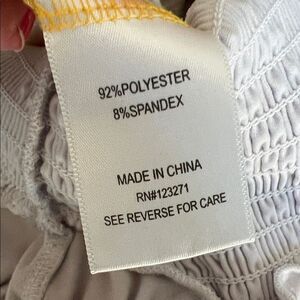 92%POLYESTER
8%SPANDEX
MADE IN CHINA
RN#123271
SEE REVERSE FOR CARE